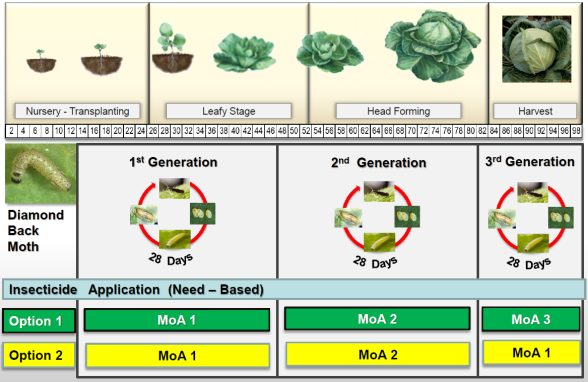 Nursery - Transplanting Leafy Stage Head Forming Harvest
2 4 6 8 10 12 14 16 18 20 22 24 26 28 30 32 34 36 38 40 42 44 46 48 50 52 54 56 58 60 62 64 66 68 70 72 74 76 78 80 82 84 86 88 90 92 94 96 98
1st Generation 2nd Generation 3rd Generation
Diamond
Back
Moth
28 Days 28 Days 28 Days
Insecticide Application (Need – Based)
Option 1 MoA 1 MoA 2 MoA 3
Option 2 MoA 1 MoA 2 MoA 1